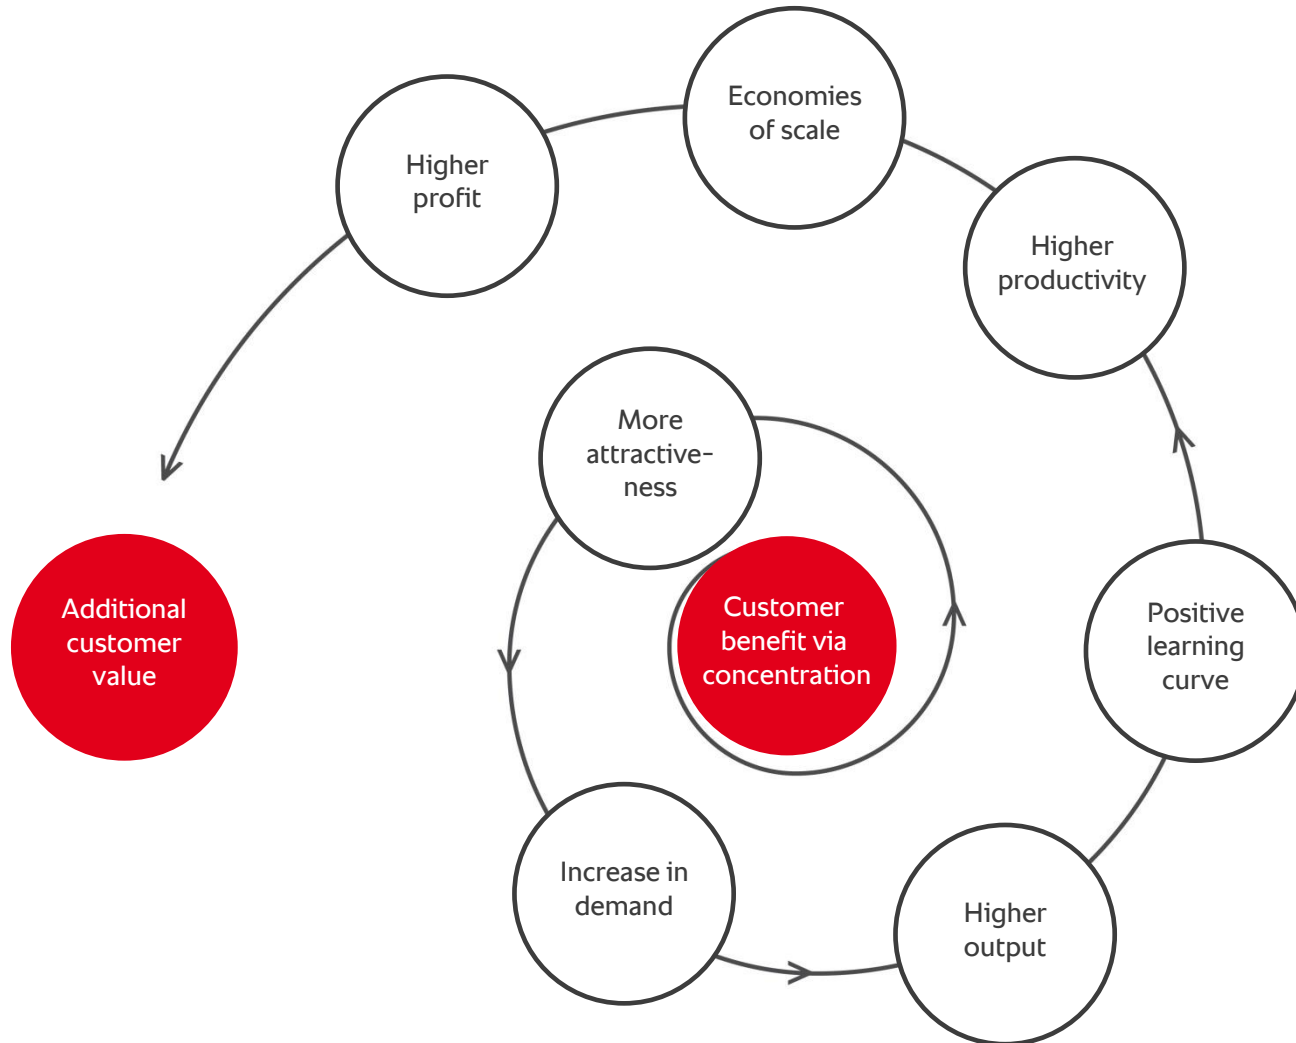 Economies
of scale
Higher
profit
Higher
productivity
More
attractive-
ness
Additional
customer
value
Customer
benefit via
concentration
Positive
learning
curve
Increase in
demand
Higher
output